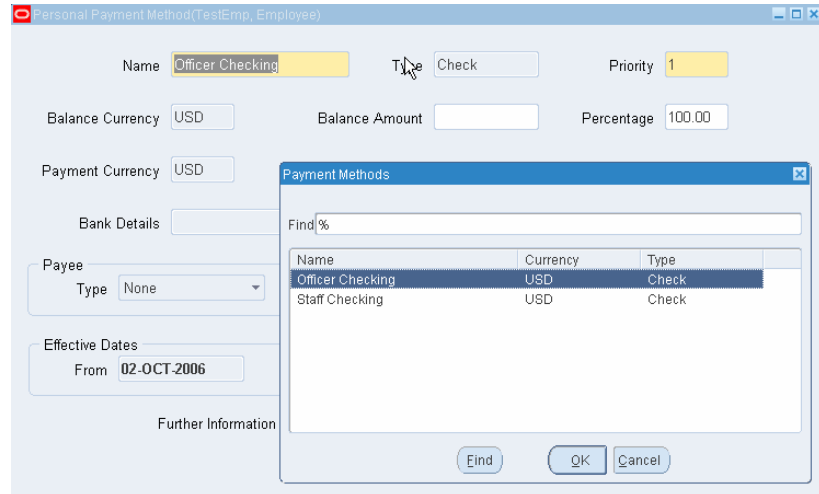 Personal Payment Method(TestEmp, Employee)
Name Officer Checking Type Check Priority 1
Balance Currency USD Balance Amount Percentage 100.00
Payment Currency USD
Bank Details
Payee
Type None
Effective Dates
From 02-OCT-2006
Further Information
Payment Methods
Find %
Name Currency Type
Officer Checking USD Check
Staff Checking USD Check
Find OK Cancel